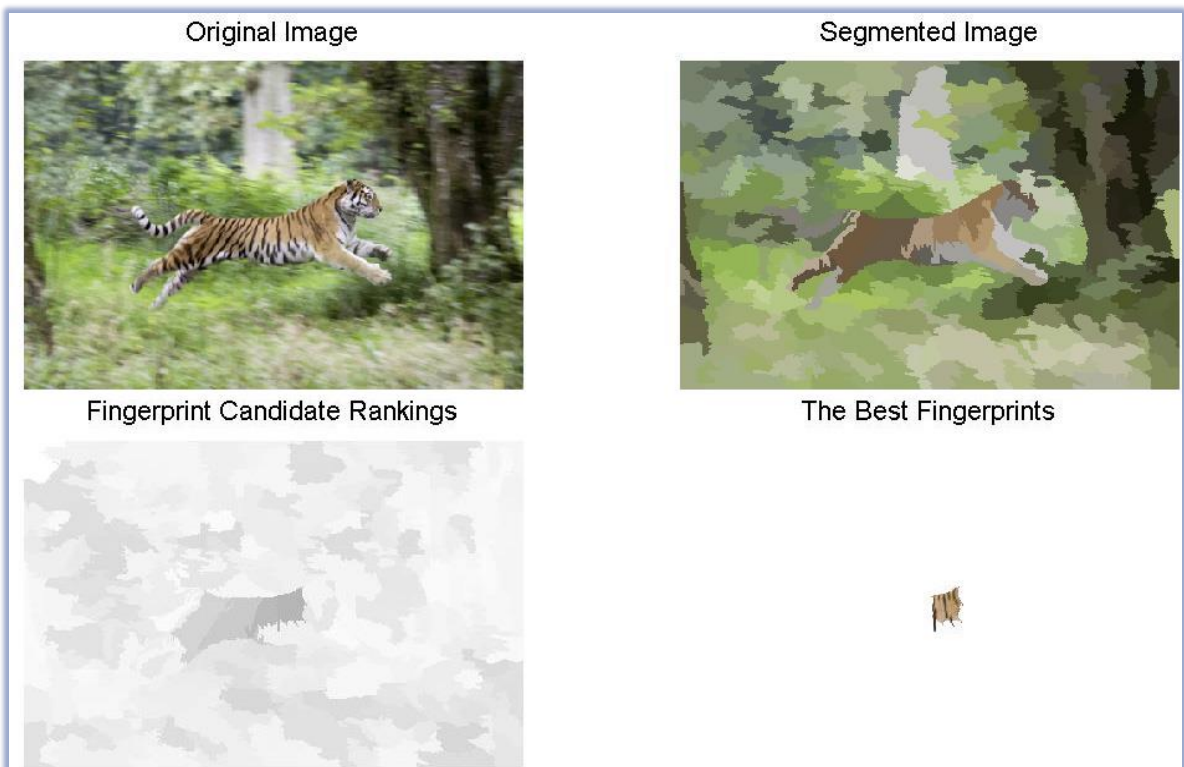 Original Image
Segmented Image
Fingerprint Candidate Rankings
The Best Fingerprints